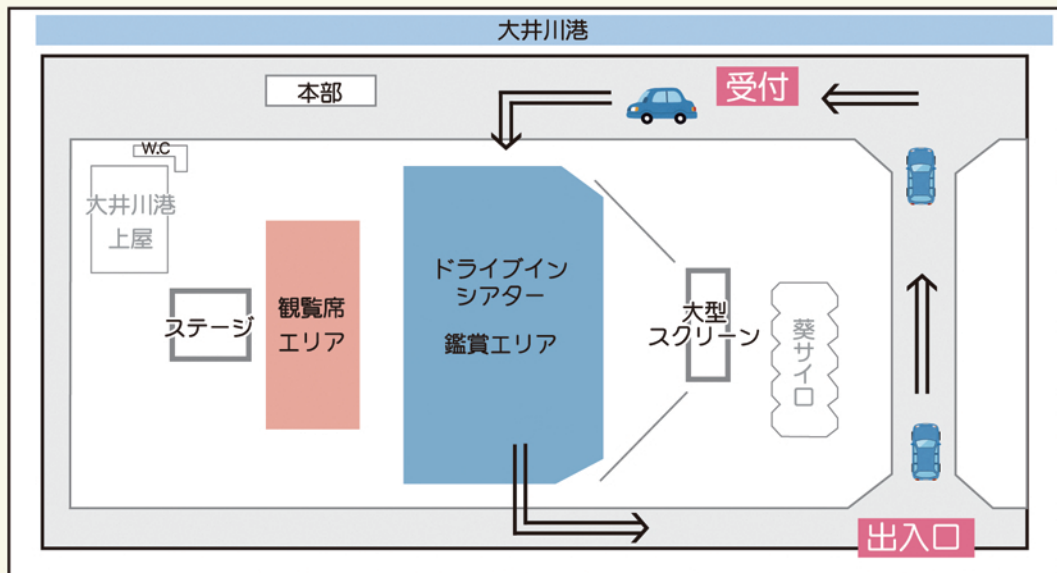 大井川港
本部
受付
W.C
大井川港
上屋
ステージ
観覧席
エリア
ドライブイン
シアター
鑑賞エリア
大型
スクリーン
葵サイロ
出入口